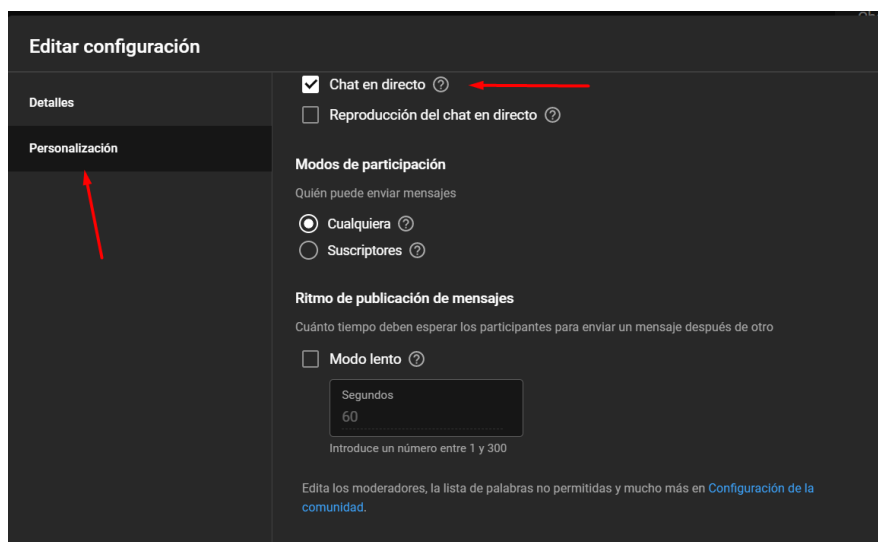 Editar configuración
Detalles
Personalización
Chat en directo
Reproducción del chat en directo
Modos de participación
Quién puede enviar mensajes
Cualquiera
Suscriptores
Ritmo de publicación de mensajes
Cuánto tiempo deben esperar los participantes para enviar un mensaje después de otro
Modo lento
Segundos
60
Introduce un número entre 1 y 300
Edita los moderadores, la lista de palabras no permitidas y mucho más en Configuración de la
comunidad.